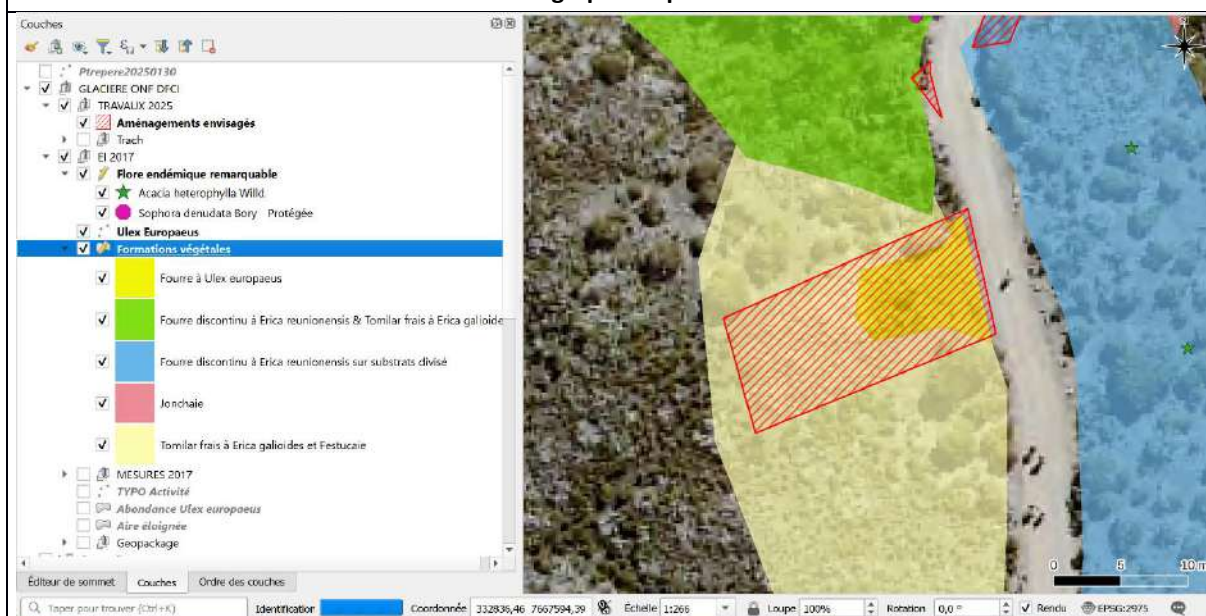 Couches
Ptrepere20250130
GLACIERE ONF DFCI
TRAVAUX 2025
Aménagements envisagés
Trach
EI 2017
Flore endémique remarquable
Acacia heterophylla Willd.
Sophora denudata Bory Protégée
Ulex Europaeus
Formations végétales
Fourre à Ulex europaeus
Fourre discontinu à Erica reunionensis & Tomilar frais à Erica galioide
Fourre discontinu à Erica reunionensis sur substrats divisé
Jonchaie
Tomilar frais à Erica galioides et Festucaie
MESURES 2017
TYPO Activité
Abondance Ulex europaeus
Aire éloignée
Geopackage
0 5 10 m
Éditeur de sommet Couches Ordre des couches
Taper pour trouver (Ctrl+K) Identification Coordonnée 332836,46 7667594,39 Échelle 1:266 Loupe 100% Rotation 0,0 ° Rendu EPSG:2975